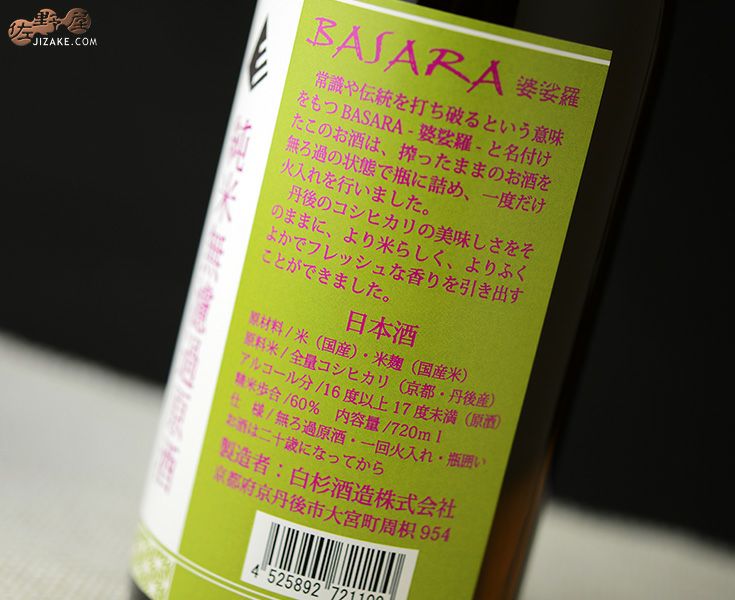 佐野屋
JIZAKE.COM
BASARA 婆娑羅
常識や伝統を打ち破るという意味
をもつ BASARA - 婆娑羅 - と名付け
たこのお酒は、搾ったままのお酒を
無ろ過の状態で瓶に詰め、一度だけ
火入れを行いました。
丹後のコシヒカリの美味しさをそ
のままに、より米らしく、よりふく
よかでフレッシュな香りを引き出す
ことができました。
日本酒
原材料/米（国産）・米麹（国産米）
原料米/全量コシヒカリ（京都・丹後産）
アルコール分/16度以上17度未満（原酒）
精米歩合/60% 内容量/720ml
仕 様/無ろ過原酒・一回火入れ・瓶囲い
お酒は二十歳になってから
製造者：白杉酒造株式会社
京都府京丹後市大宮町周枳954
4 525892 721100
純米無濾過原酒